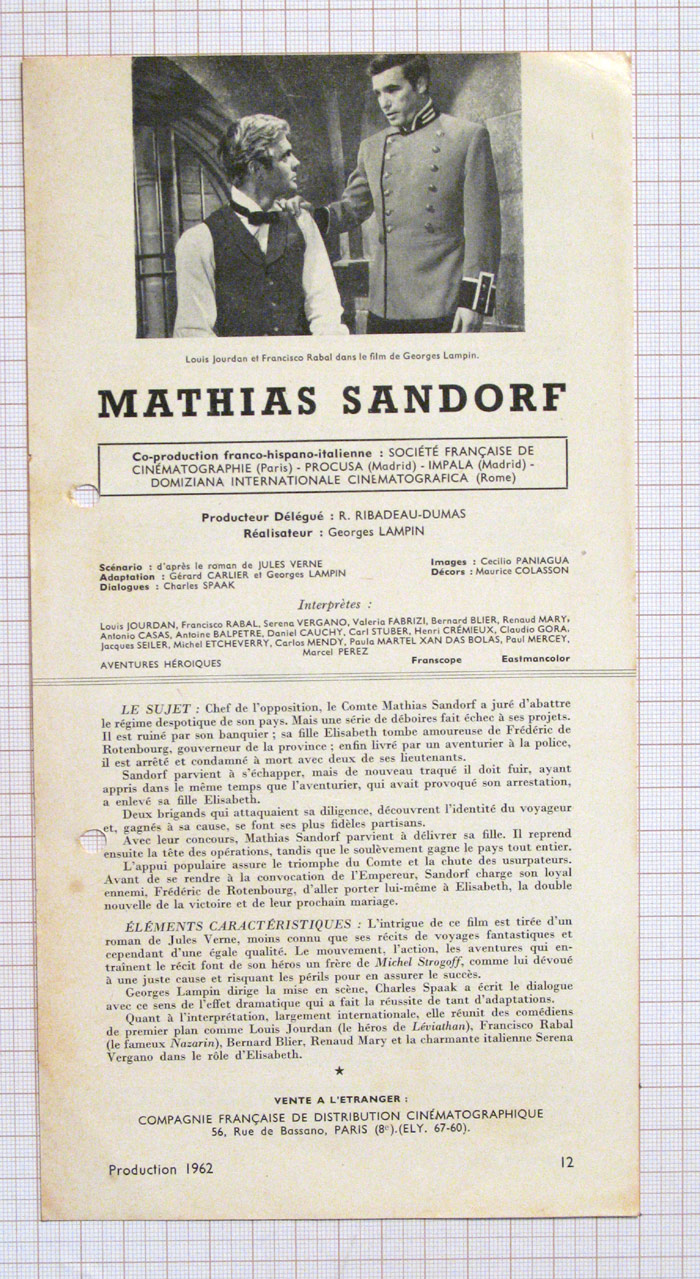 Louis Jourdan et Francisco Rabal dans le film de Georges Lampin.
MATHIAS SANDORF
Co-production franco-hispano-italienne : SOCIÉTÉ FRANÇAISE DE
CINÉMATOGRAPHIE (Paris) - PROCUSA (Madrid) - IMPALA (Madrid) -
DOMIZIANA INTERNATIONALE CINEMATOGRAFICA (Rome)
Producteur Délégué : R. RIBADEAU-DUMAS
Réalisateur : Georges LAMPIN
Scénario : d'après le roman de JULES VERNE
Adaptation : Gérard CARLIER et Georges LAMPIN
Dialogues : Charles SPAAK
Images : Cecilio PANIAGUA
Décors : Maurice COLASSON
Interprètes :
Louis JOURDAN, Francisco RABAL, Serena VERGANO, Valeria FABRIZI, Bernard BLIER, Renaud MARY,
Antonio CASAS, Antoine BALPETRE, Daniel CAUCHY, Carl STUBER, Henri CRÉMIEUX, Claudio GORA,
Jacques SEILER, Michel ETCHEVERRY, Carlos MENDY, Paula MARTEL XAN DAS BOLAS, Paul MERCEY,
Marcel PEREZ
AVENTURES HÉROIQUES Franscope Eastmancolor
LE SUJET : Chef de l'opposition, le Comte Mathias Sandorf a juré d'abattre
le régime despotique de son pays. Mais une série de déboires fait échec à ses projets.
Il est ruiné par son banquier ; sa fille Elisabeth tombe amoureuse de Frédéric de
Rotenbourg, gouverneur de la province ; enfin livré par un aventurier à la police,
il est arrêté et condamné à mort avec deux de ses lieutenants.
Sandorf parvient à s'échapper, mais de nouveau traqué il doit fuir, ayant
appris dans le même temps que l'aventurier, qui avait provoqué son arrestation,
a enlevé sa fille Elisabeth.
Deux brigands qui attaquaient sa diligence, découvrent l'identité du voyageur
et, gagnés à sa cause, se font ses plus fidèles partisans.
Avec leur concours, Mathias Sandorf parvient à délivrer sa fille. Il reprend
ensuite la tête des opérations, tandis que le soulèvement gagne le pays tout entier.
L'appui populaire assure le triomphe du Comte et la chute des usurpateurs.
Avant de se rendre à la convocation de l'Empereur, Sandorf charge son loyal
ennemi, Frédéric de Rotenbourg, d'aller porter lui-même à Elisabeth, la double
nouvelle de la victoire et de leur prochain mariage.
ÉLÉMENTS CARACTÉRISTIQUES : L'intrigue de ce film est tirée d'un
roman de Jules Verne, moins connu que ses récits de voyages fantastiques et
cependant d'une égale qualité. Le mouvement, l'action, les aventures qui en-
traînent le récit font de son héros un frère de Michel Strogoff, comme lui dévoué
à une juste cause et risquant les périls pour en assurer le succès.
Georges Lampin dirige la mise en scène, Charles Spaak a écrit le dialogue
avec ce sens de l'effet dramatique qui a fait la réussite de tant d'adaptations.
Quant à l'interprétation, largement internationale, elle réunit des comédiens
de premier plan comme Louis Jourdan (le héros de Léviathan), Francisco Rabal
(le fameux Nazarin), Bernard Blier, Renaud Mary et la charmante italienne Serena
Vergano dans le rôle d'Elisabeth.
VENTE A L'ETRANGER :
COMPAGNIE FRANÇAISE DE DISTRIBUTION CINÉMATOGRAPHIQUE
56, Rue de Bassano, PARIS (8e).(ELY. 67-60).
Production 1962
12